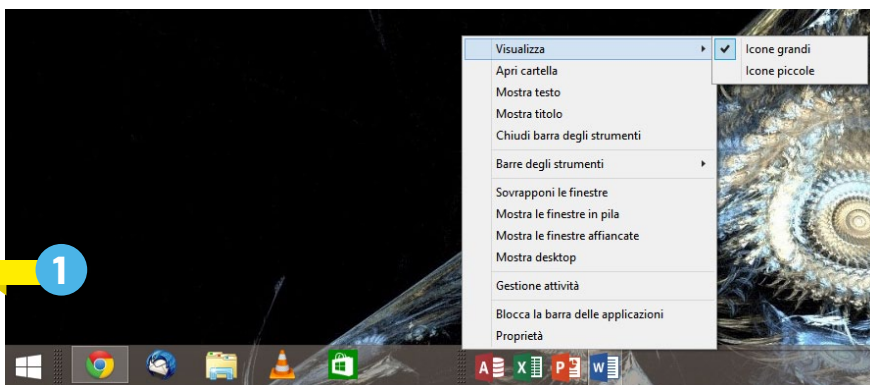 Visualizza
Icone grandi
Apri cartella
Icone piccole
Mostra testo
Mostra titolo
Chiudi barra degli strumenti
Barre degli strumenti
Sovrapponi le finestre
Mostra le finestre in pila
Mostra le finestre affiancate
Mostra desktop
1
Gestione attività
Blocca la barra delle applicazioni
Proprietà
A X P W